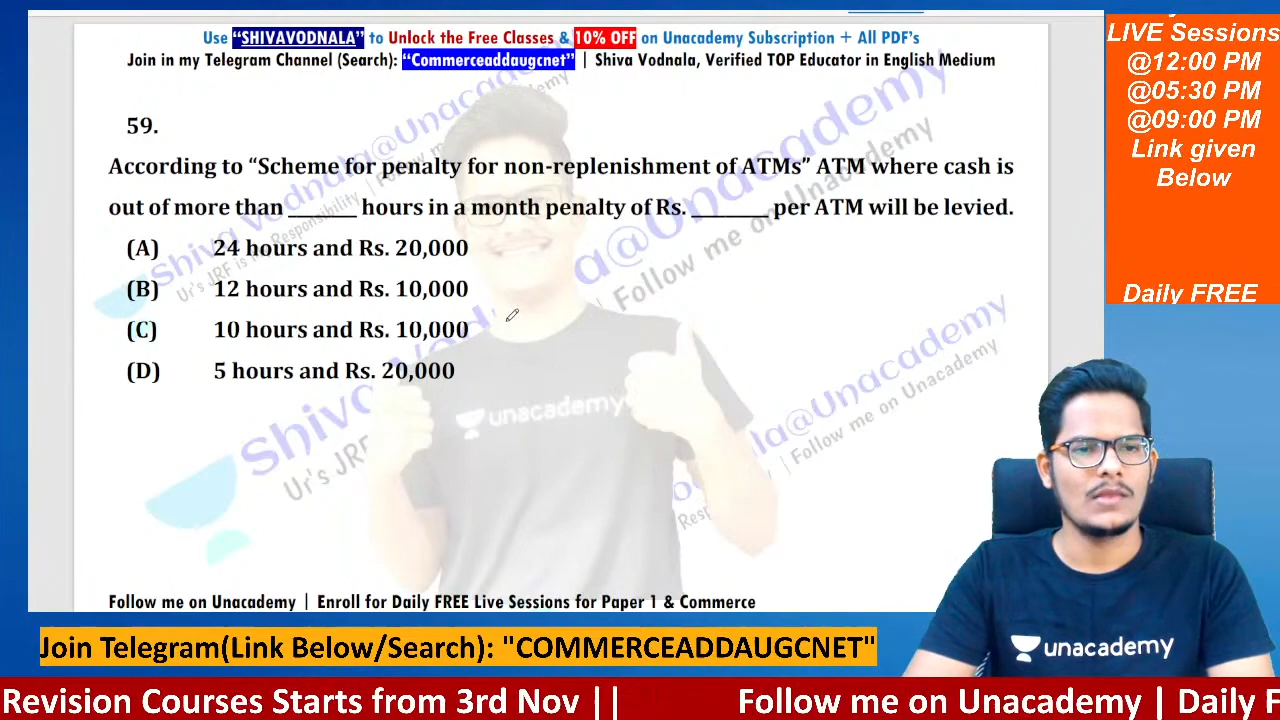 Use "SHIVAVODNALA" to Unlock the Free Classes & 10% OFF on Unacademy Subscription + All PDF's
Join in my Telegram Channel (Search): "Commerceaddaugcnet" | Shiva Vodnala, Verified TOP Educator in English Medium
59.
According to "Scheme for penalty for non-replenishment of ATMs" ATM where cash is
out of more than _______ hours in a month penalty of Rs. ________ per ATM will be levied.
(A) 24 hours and Rs. 20,000
(B) 12 hours and Rs. 10,000
(C) 10 hours and Rs. 10,000
(D) 5 hours and Rs. 20,000
unacademy
Follow me on Unacademy | Enroll for Daily FREE Live Sessions for Paper 1 & Commerce
LIVE Sessions
@12:00 PM
@05:30 PM
@09:00 PM
Link given
Below
Daily FREE
unacademy
Join Telegram(Link Below/Search): "COMMERCEADDAUGCNET"
Revision Courses Starts from 3rd Nov || Follow me on Unacademy | Daily F